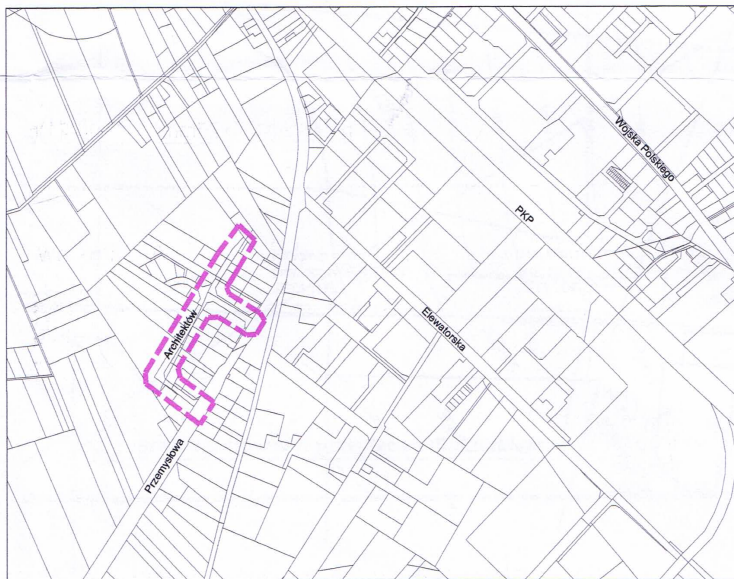 Wojska Polskiego
PKP
Elewatorska
Architektów
Przemysłowa